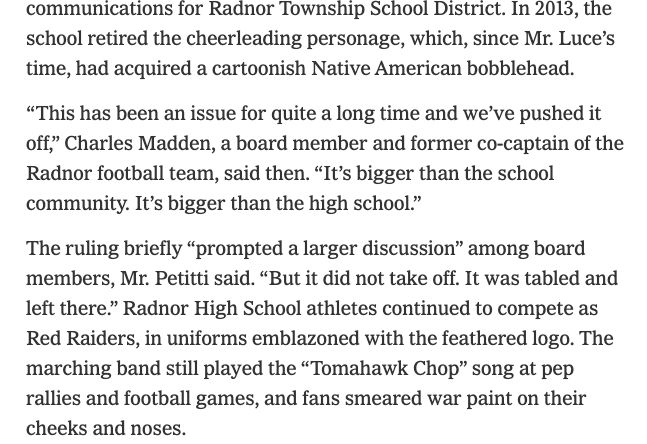 communications for Radnor Township School District. In 2013, the
school retired the cheerleading personage, which, since Mr. Luce’s
time, had acquired a cartoonish Native American bobblehead.
“This has been an issue for quite a long time and we’ve pushed it
off,” Charles Madden, a board member and former co-captain of the
Radnor football team, said then. “It’s bigger than the school
community. It’s bigger than the high school.”
The ruling briefly “prompted a larger discussion” among board
members, Mr. Petitti said. “But it did not take off. It was tabled and
left there.” Radnor High School athletes continued to compete as
Red Raiders, in uniforms emblazoned with the feathered logo. The
marching band still played the “Tomahawk Chop” song at pep
rallies and football games, and fans smeared war paint on their
cheeks and noses.